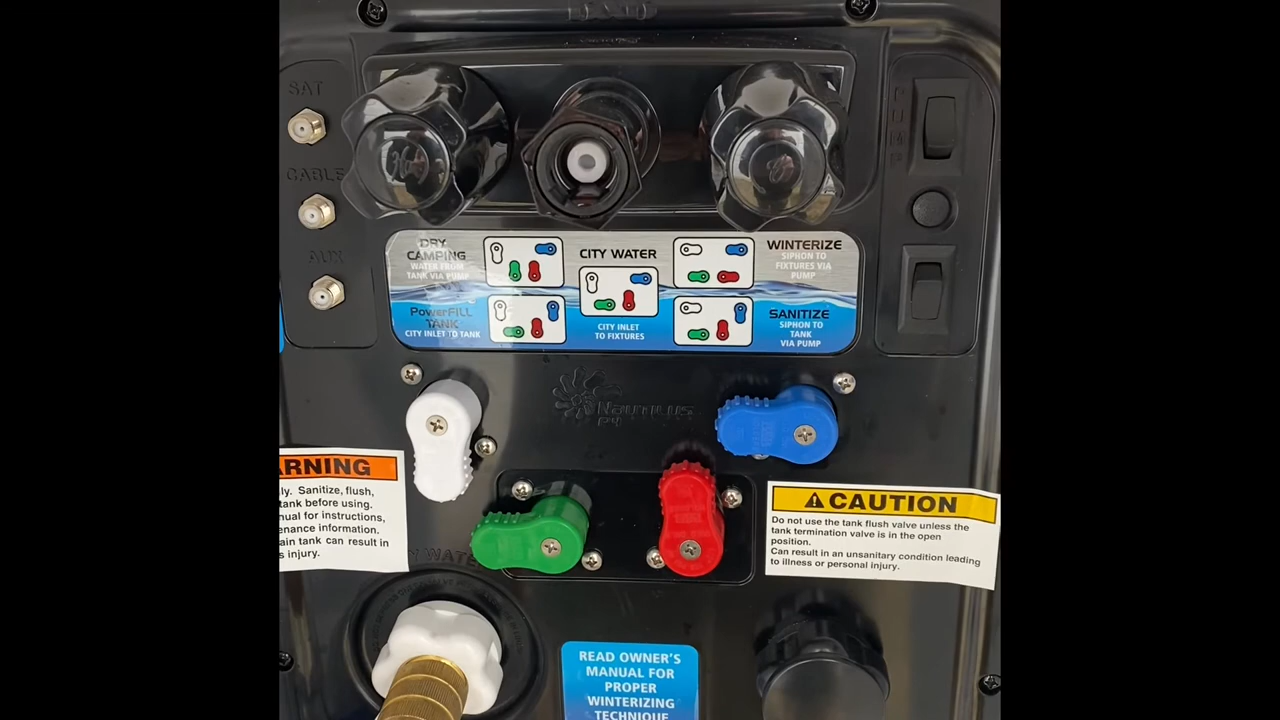 SAT
CABLE
AUX
DRY
CAMPING
WATER FROM
TANK VIA PUMP
CITY WATER
WINTERIZE
SIPHON TO
FIXTURES VIA
PUMP
PowerFILL
TANK
CITY INLET TO TANK
CITY INLET
TO FIXTURES
SANITIZE
SIPHON TO
TANK
VIA PUMP
Nautilus
P4
ARNING
ly. Sanitize, flush,
tank before using.
nual for instructions,
enance information.
ain tank can result in
s injury.
CAUTION
Do not use the tank flush valve unless the
tank termination valve is in the open
position.
Can result in an unsanitary condition leading
to illness or personal injury.
WATE
READ OWNER'S
MANUAL FOR
PROPER
WINTERIZING
TECHNIQUE